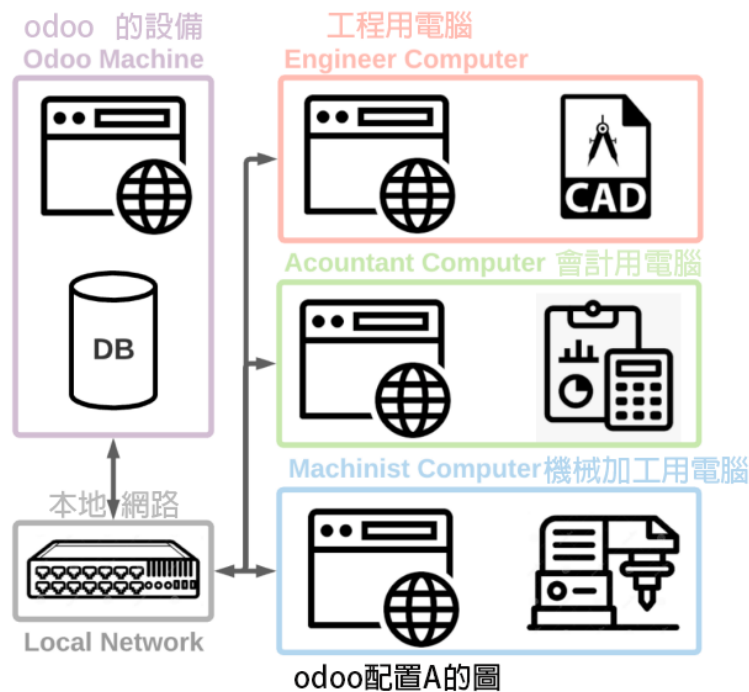 odoo 的設備
Odoo Machine
DB
本地 網路
Local Network
工程用電腦
Engineer Computer
CAD
Acountant Computer 會計用電腦
Machinist Computer機械加工用電腦
odoo配置A的圖